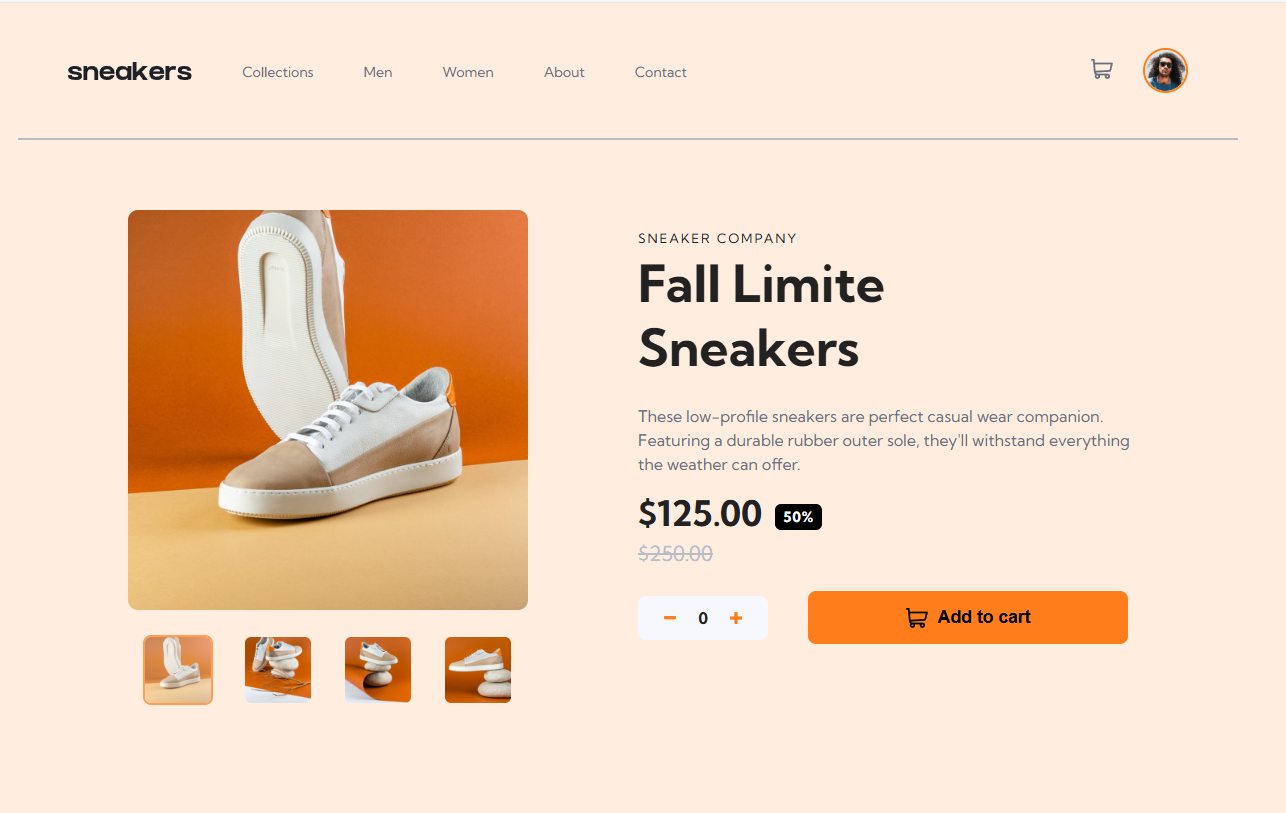 sneakers Collections Men Women About Contact
SNEAKER COMPANY
Fall Limite
Sneakers
These low-profile sneakers are perfect casual wear companion.
Featuring a durable rubber outer sole, they'll withstand everything
the weather can offer.
$125.00 50%
$250.00
− 0 + Add to cart